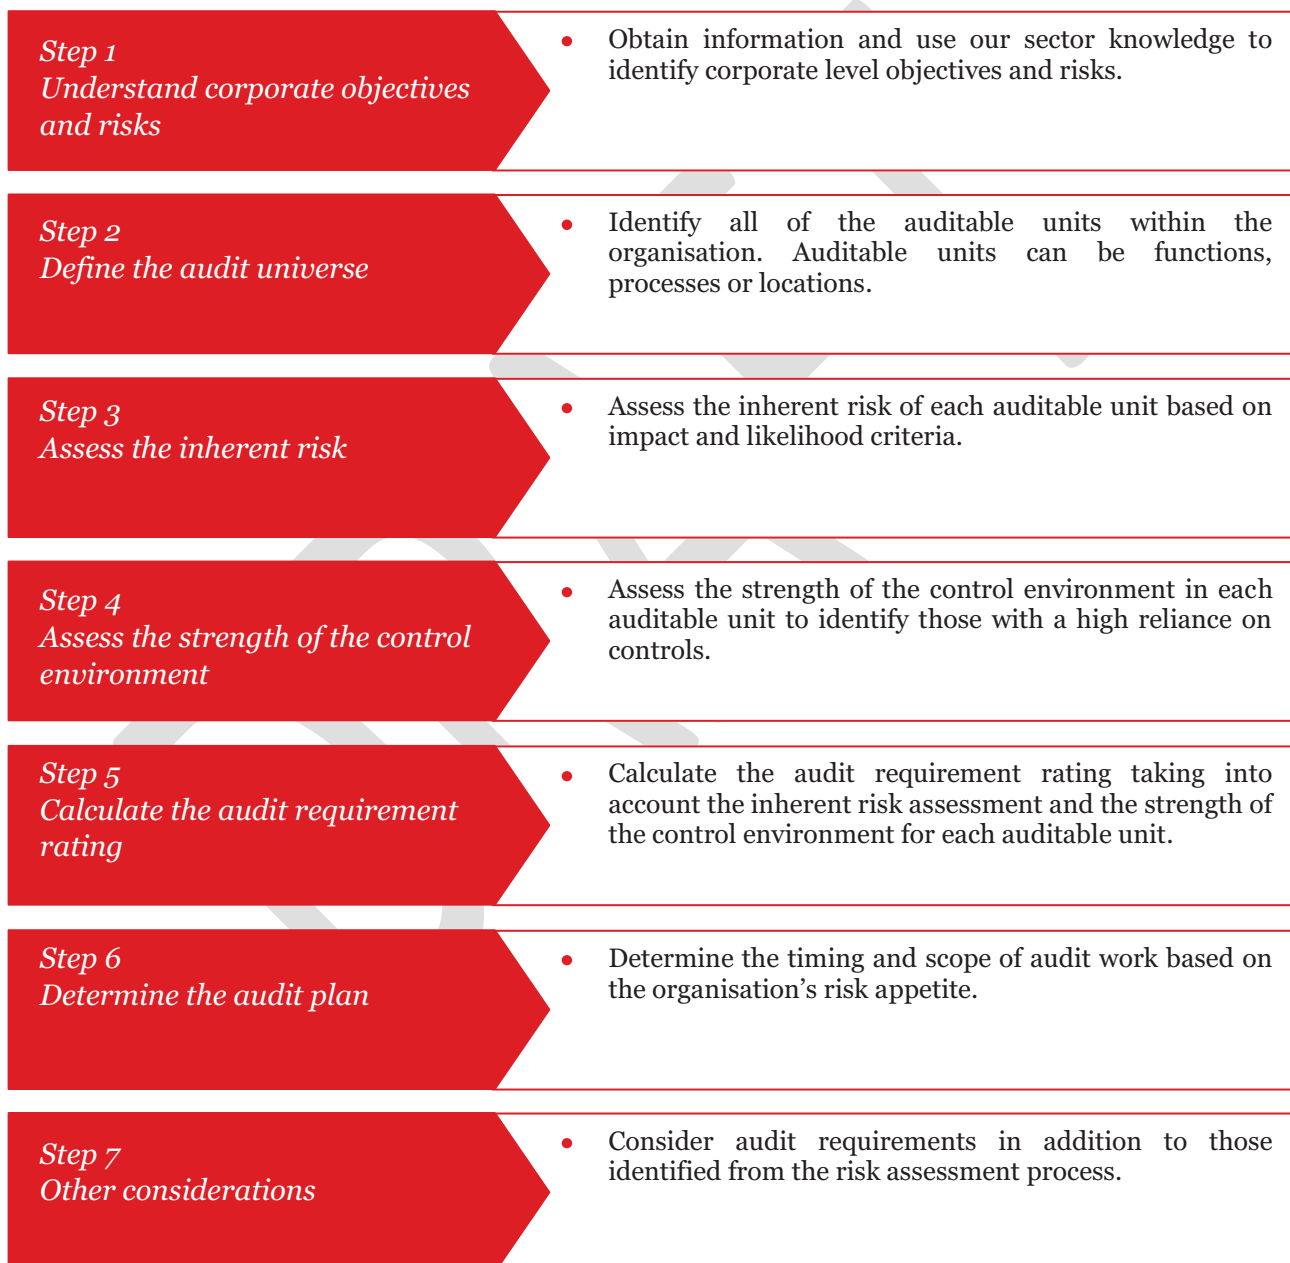 Step 1
Understand corporate objectives
and risks
● Obtain information and use our sector knowledge to
identify corporate level objectives and risks.
Step 2
Define the audit universe
● Identify all of the auditable units within the
organisation. Auditable units can be functions,
processes or locations.
Step 3
Assess the inherent risk
● Assess the inherent risk of each auditable unit based on
impact and likelihood criteria.
Step 4
Assess the strength of the control
environment
● Assess the strength of the control environment in each
auditable unit to identify those with a high reliance on
controls.
Step 5
Calculate the audit requirement
rating
● Calculate the audit requirement rating taking into
account the inherent risk assessment and the strength of
the control environment for each auditable unit.
Step 6
Determine the audit plan
● Determine the timing and scope of audit work based on
the organisation’s risk appetite.
Step 7
Other considerations
● Consider audit requirements in addition to those
identified from the risk assessment process.